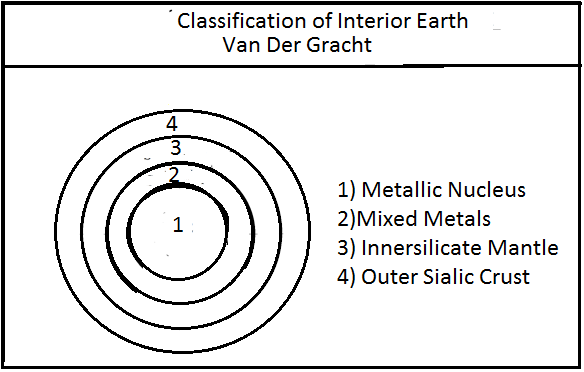 Classification of Interior Earth
Van Der Gracht
4
3
2
1
1) Metallic Nucleus
2)Mixed Metals
3) Innersilicate Mantle
4) Outer Sialic Crust